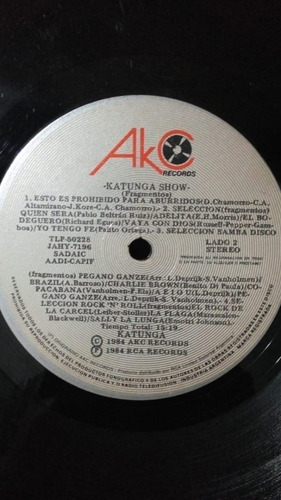 AKC
RECORDS
-KATUNGA SHOW-
(Fragmentos)
1. ESTO ES PROHIBIDO PARA ABURRIDOS(D.Chamorro-C.A.
Altamirano-J.Kore-C.A. Chamorro).- 2. SELECCION(fragmentos)
QUIEN SERA(Pablo Beltrán Ruiz)/ADELITA(E.H.Morris)/EL BO-
DEGUERO(Richard Egues)/VAYA CON DIOS(Russell-Pepper-Gam-
boa)/YO TENGO FE(Palito Ortega).- 3. SELECCION SAMBA DISCO
TLP-50228
JAHY-7196
SADAIC
AADI-CAPIF
LADO 2
STEREO
(fragmentos) PEGANO GANZE(Arr.:L.Deprijk-S.Vanholmen)/
BRAZIL(A.Barroso)/CHARLIE BROWN(Benito Di Paula)/CO-
PACABANA(Vanholmen-F.Ria)/A E I O U(L.Deprijk)/PE-
GANO GANZE(Arr.:L.Deprijk-S. Vanholmen).- 4.SE-
LECCION ROCK "N" ROLL(fragmentos)EL ROCK DE
LA CARCEL(Leiber-Stoller)/LA PLAGA(Marascalco-
Blackwell)/SALLY LA LUNGA(Enotri Johnson).
Tiempo Total: 15:19
KATUNGA
℗ 1984 AKC RECORDS
© 1984 RCA RECORDS